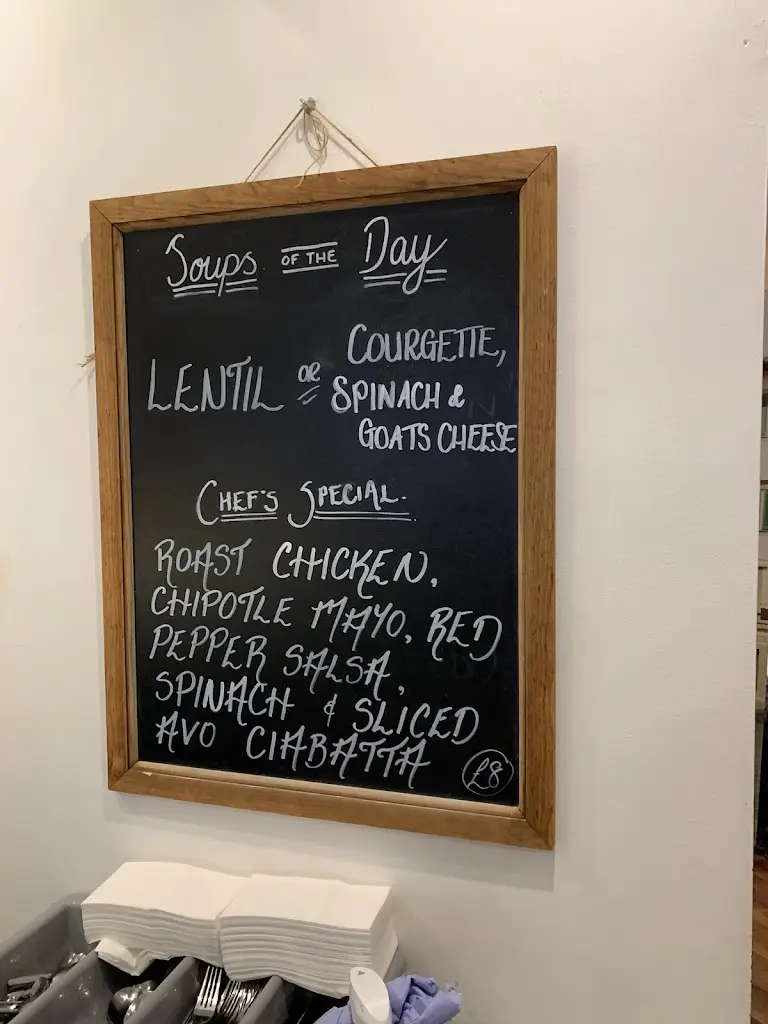 Soups OF THE Day
LENTIL OR COURGETTE,
SPINACH &
GOATS CHEESE
CHEF'S SPECIAL.
ROAST CHICKEN,
CHIPOTLE MAYO, RED
PEPPER SALSA,
SPINACH & SLICED
AVO CIABATTA
£8